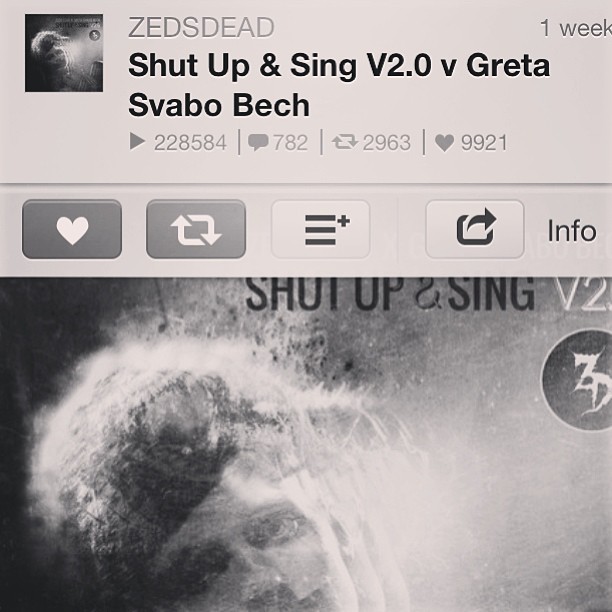 ZEDSDEAD
1 week
Shut Up & Sing V2.0 v Greta
Svabo Bech
228584 | 782 | 2963 | 9921
Info
SHUT UP & SING V2
ZD